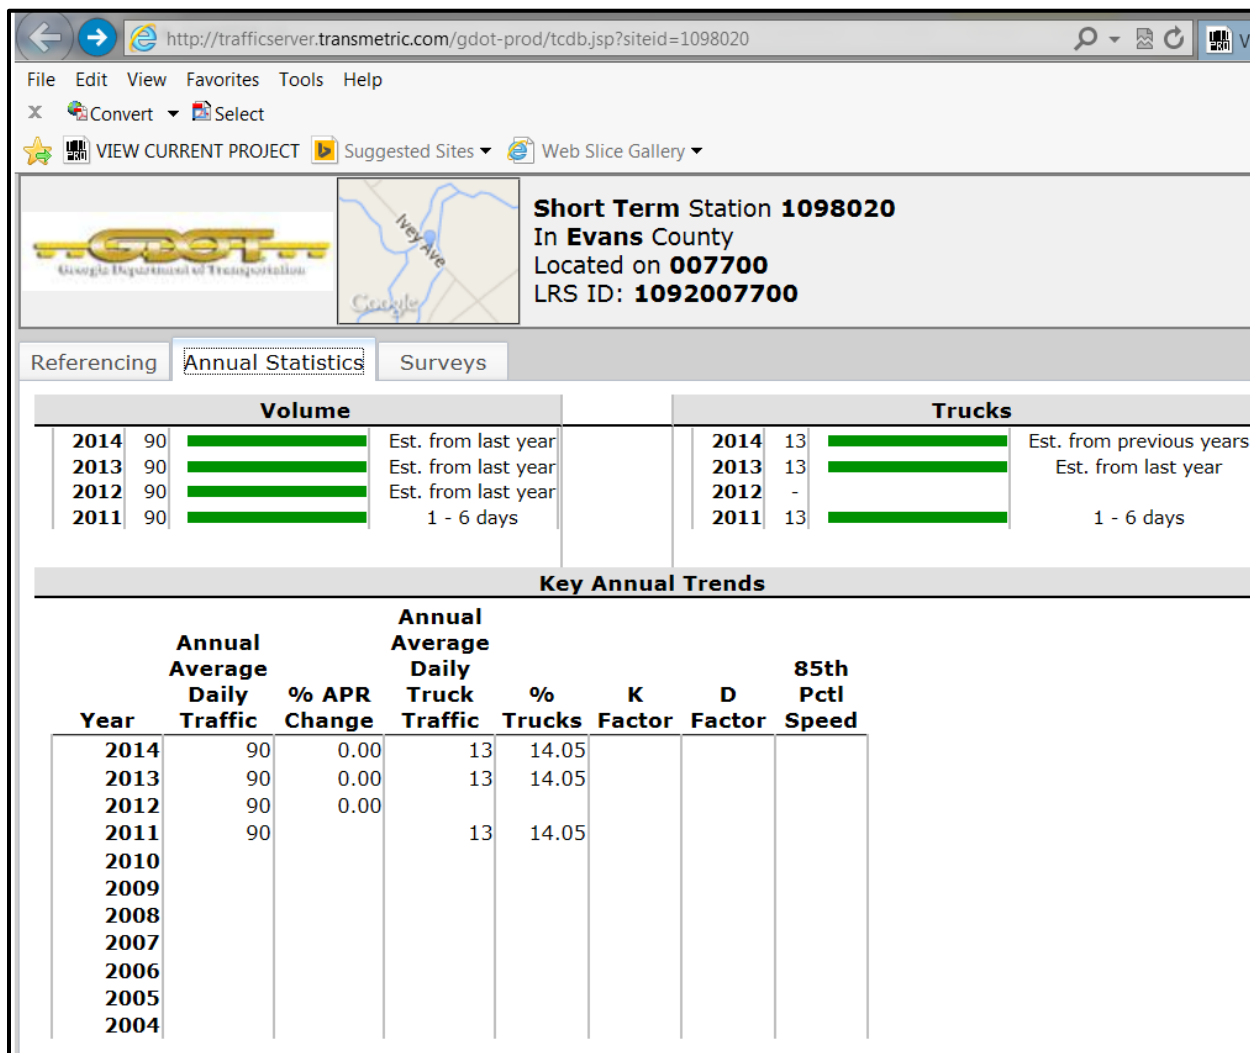 http://trafficserver.transmetric.com/gdot-prod/tcdb.jsp?siteid=1098020
V
File Edit View Favorites Tools Help
x Convert Select
VIEW CURRENT PROJECT Suggested Sites Web Slice Gallery
GDOT
Georgia Department of Transportation
Ivey Ave
Google
Short Term Station 1098020
In Evans County
Located on 007700
LRS ID: 1092007700
Referencing Annual Statistics Surveys
Volume Trucks
2014 90 Est. from last year 2014 13 Est. from previous years
2013 90 Est. from last year 2013 13 Est. from last year
2012 90 Est. from last year 2012 -
2011 90 1 - 6 days 2011 13 1 - 6 days
Key Annual Trends
Annual
Annual Average
Average Daily 85th
Daily % APR Truck % K D Pctl
Year Traffic Change Traffic Trucks Factor Factor Speed
2014 90 0.00 13 14.05
2013 90 0.00 13 14.05
2012 90 0.00
2011 90 13 14.05
2010
2009
2008
2007
2006
2005
2004